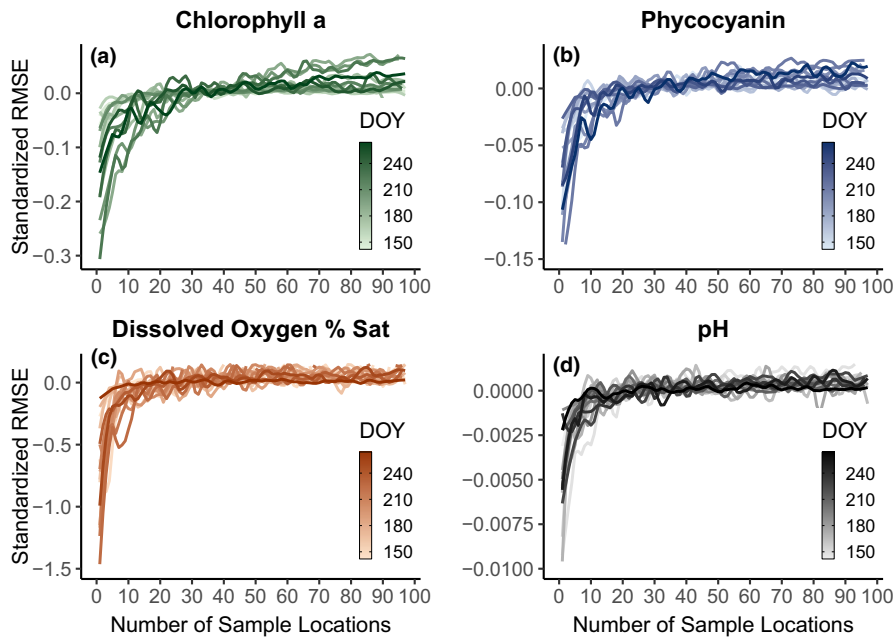 Chlorophyll a
Phycocyanin
(a)
(b)
Standardized RMSE
0.0
−0.1
−0.2
−0.3
DOY
240
210
180
150
0 10 20 30 40 50 60 70 80 90 100
0.00
−0.05
−0.10
−0.15
DOY
240
210
180
150
0 10 20 30 40 50 60 70 80 90 100
Dissolved Oxygen % Sat
pH
(c)
(d)
Standardized RMSE
0.0
−0.5
−1.0
−1.5
DOY
240
210
180
150
0 10 20 30 40 50 60 70 80 90 100
Number of Sample Locations
0.0000
−0.0025
−0.0050
−0.0075
−0.0100
DOY
240
210
180
150
0 10 20 30 40 50 60 70 80 90 100
Number of Sample Locations